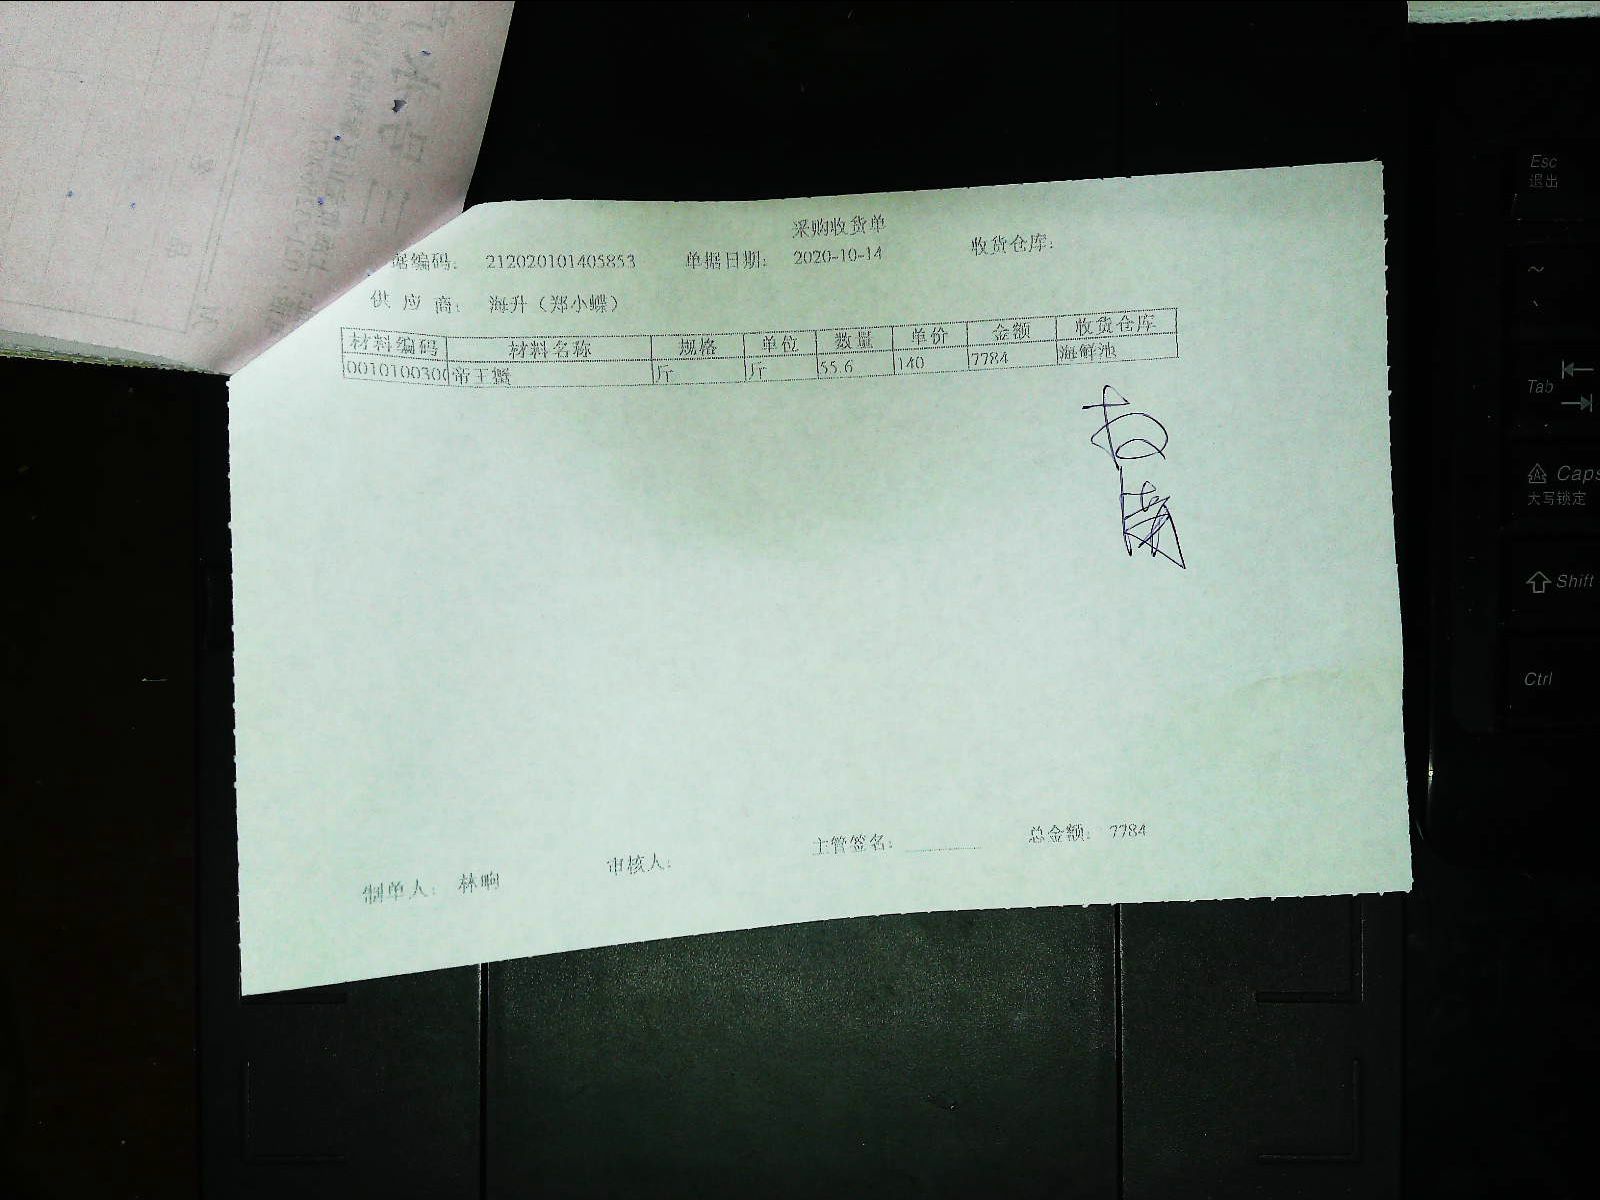 采购收货单
据编码: 212020101405853 单据日期: 2020-10-14 收货仓库:
供应商: 海升(郑小蝶)
材料编码 材料名称 规格 单位 数量 单价 金额 收货仓库
0010100300 帝王蟹 斤 斤 55.6 140 7784 海鲜池
制单人: 林晌 审核人: 主管签名: 总金额: 7784
Esc
退出
~
`
Tab
Caps
大写锁定
Shift
Ctrl